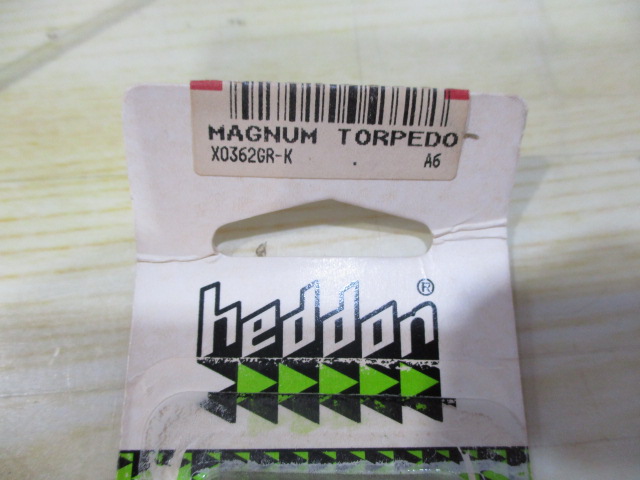 MAGNUM TORPEDO
X0362GR-K A6
heddon ®